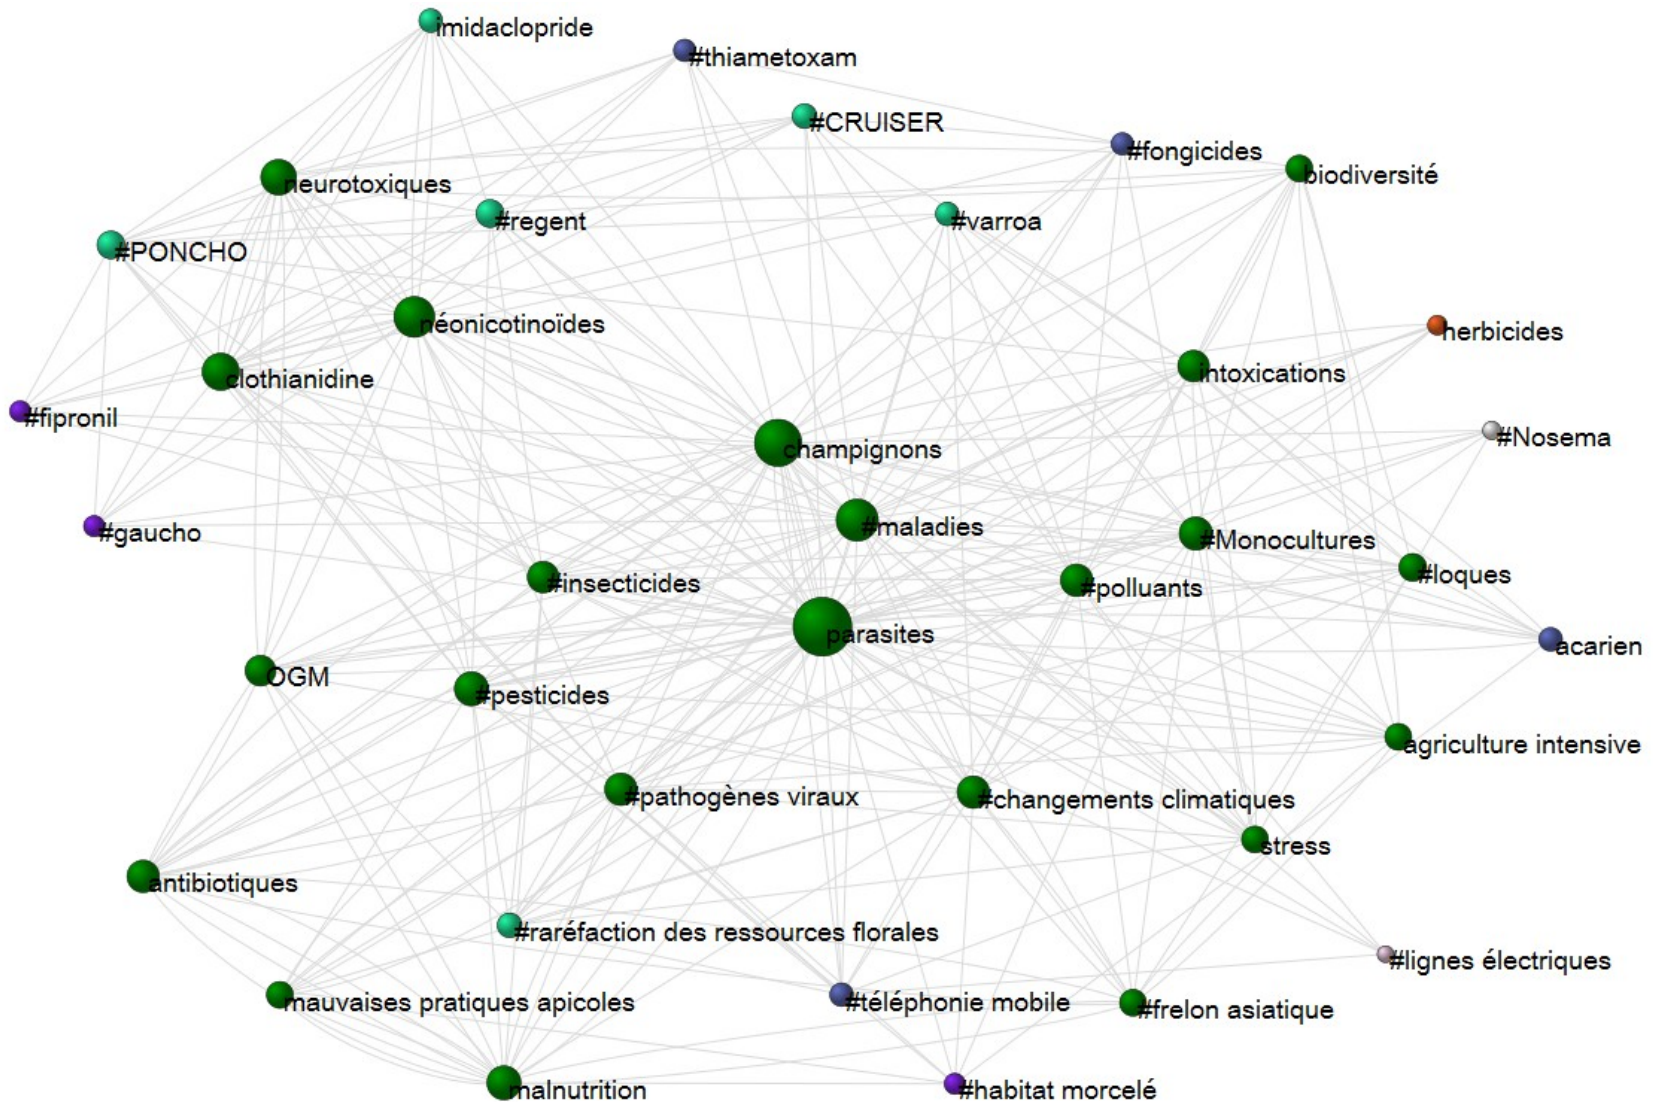 imidaclopride
#thiametoxam
#CRUISER
#fongicides
biodiversité
neurotoxiques
#regent
#varroa
#PONCHO
néonicotinoïdes
herbicides
clothianidine
intoxications
#fipronil
#Nosema
champignons
#maladies
#gaucho
#Monocultures
#insecticides
#polluants
#loques
parasites
acarien
OGM
#pesticides
agriculture intensive
#pathogènes viraux
#changements climatiques
stress
antibiotiques
#raréfaction des ressources florales
#lignes électriques
mauvaises pratiques apicoles
#téléphonie mobile
#frelon asiatique
malnutrition
#habitat morcelé